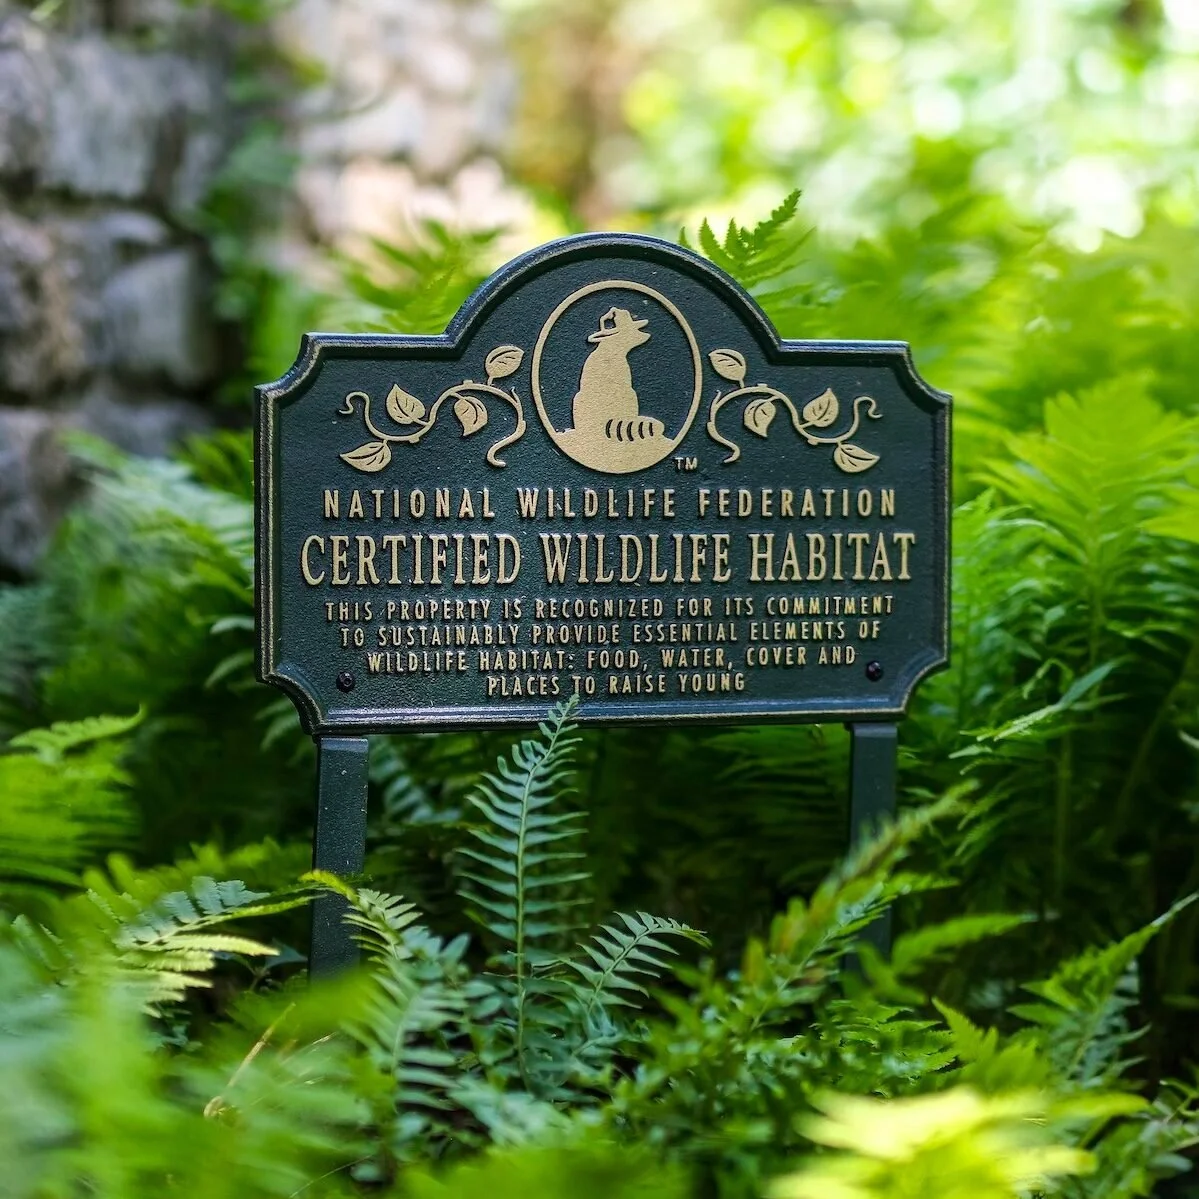 TM
NATIONAL WILDLIFE FEDERATION
CERTIFIED WILDLIFE HABITAT
THIS PROPERTY IS RECOGNIZED FOR ITS COMMITMENT
TO SUSTAINABLY PROVIDE ESSENTIAL ELEMENTS OF
WILDLIFE HABITAT: FOOD, WATER, COVER AND
PLACES TO RAISE YOUNG